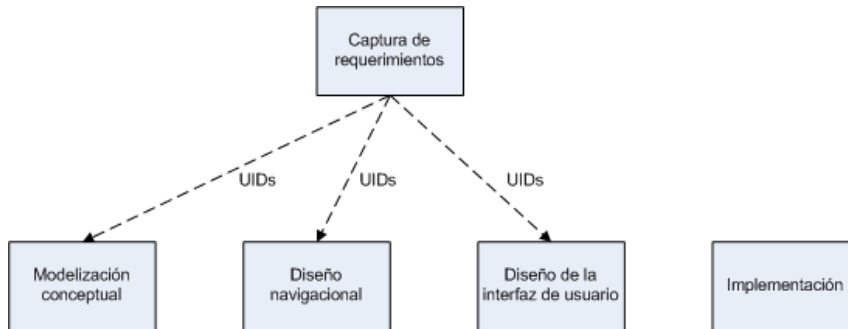 Captura de
requerimientos
UIDs
UIDs
UIDs
Modelización
conceptual
Diseño
navigacional
Diseño de la
interfaz de usuario
Implementación